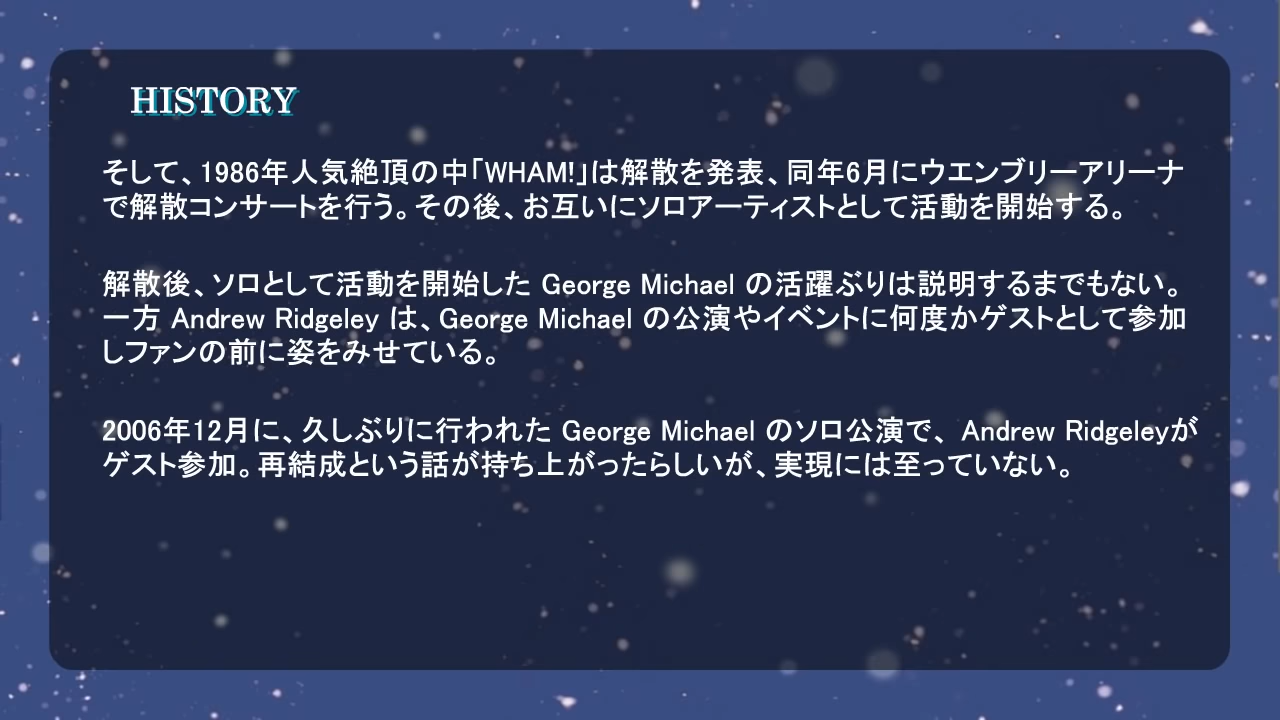 HISTORY
そして、1986年人気絶頂の中「WHAM!」は解散を発表、同年6月にウエンブリーアリーナ
で解散コンサートを行う。その後、お互いにソロアーティストとして活動を開始する。
解散後、ソロとして活動を開始した George Michael の活躍ぶりは説明するまでもない。
一方 Andrew Ridgeley は、George Michael の公演やイベントに何度かゲストとして参加
しファンの前に姿をみせている。
2006年12月に、久しぶりに行われた George Michael のソロ公演で、 Andrew Ridgeleyが
ゲスト参加。再結成という話が持ち上がったらしいが、実現には至っていない。